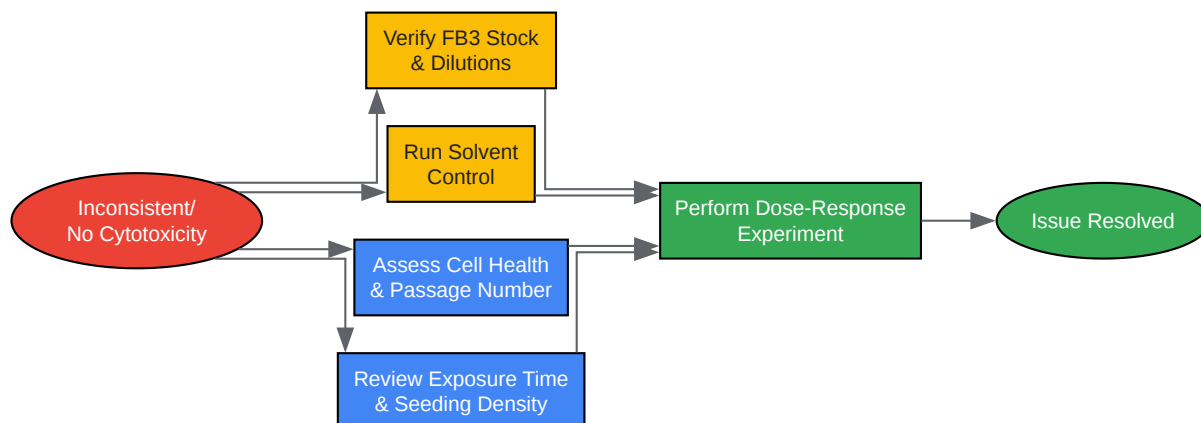 Verify FB3 Stock
& Dilutions
Run Solvent
Control
Inconsistent/
No Cytotoxicity
Assess Cell Health
& Passage Number
Review Exposure Time
& Seeding Density
Perform Dose-Response
Experiment
Issue Resolved